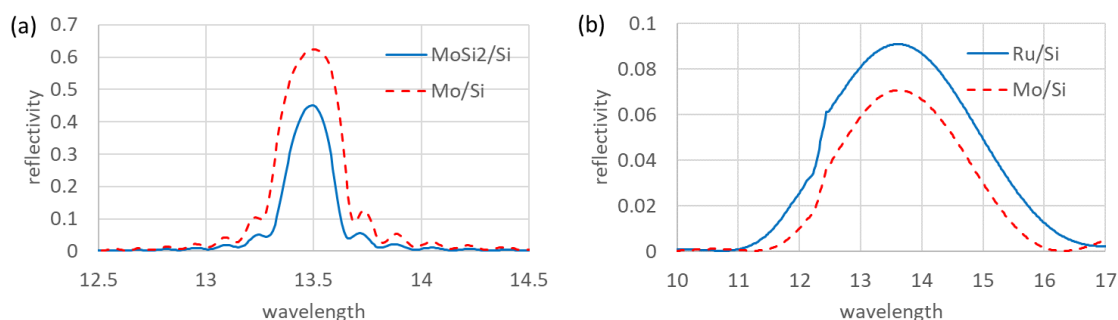 (a)
0.7
0.6
0.5
0.4
0.3
0.2
0.1
0
reflectivity
MoSi2/Si
Mo/Si
12.5 13 13.5 14 14.5
wavelength
(b)
0.1
0.08
0.06
0.04
0.02
0
reflectivity
Ru/Si
Mo/Si
10 11 12 13 14 15 16 17
wavelength